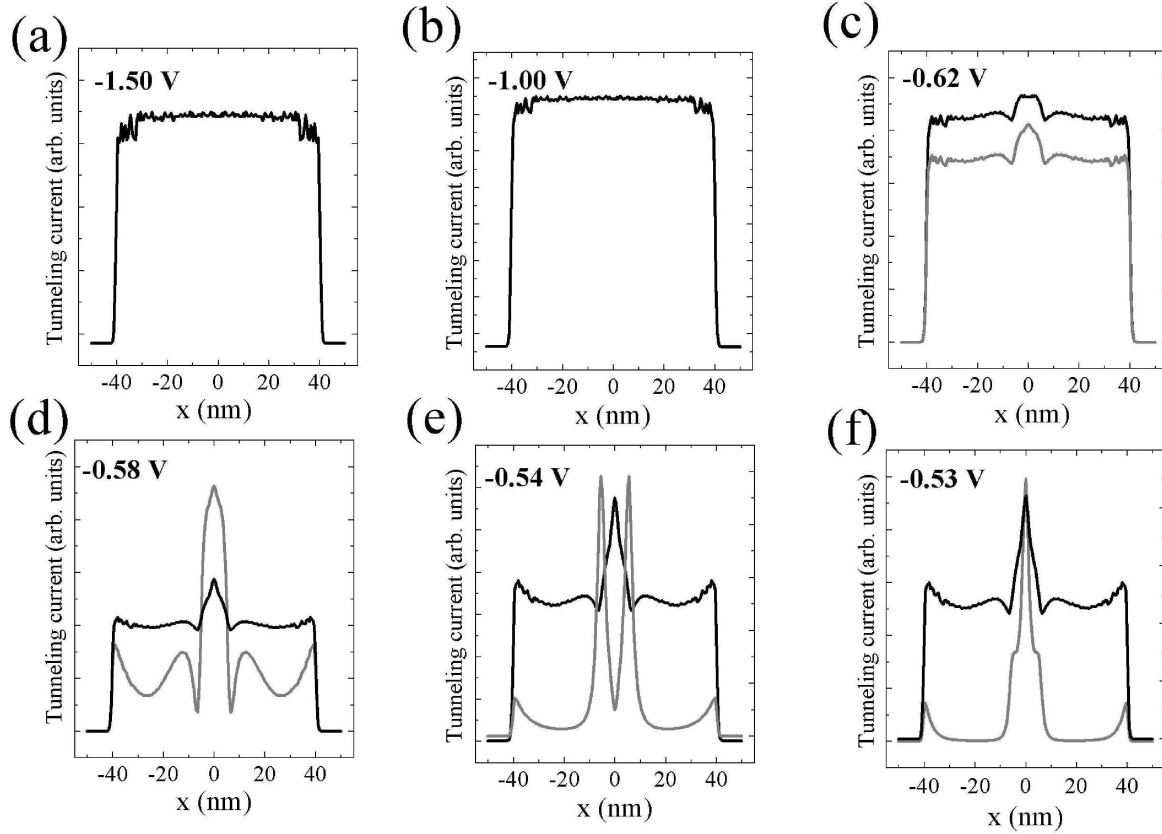 (a)
-1.50 V
Tunneling current (arb. units)
-40 -20 0 20 40
x (nm)
(b)
-1.00 V
Tunneling current (arb. units)
-40 -20 0 20 40
x (nm)
(c)
-0.62 V
Tunneling current (arb. units)
-40 -20 0 20 40
x (nm)
(d)
-0.58 V
Tunneling current (arb. units)
-40 -20 0 20 40
x (nm)
(e)
-0.54 V
Tunneling current (arb. units)
-40 -20 0 20 40
x (nm)
(f)
-0.53 V
Tunneling current (arb. units)
-40 -20 0 20 40
x (nm)